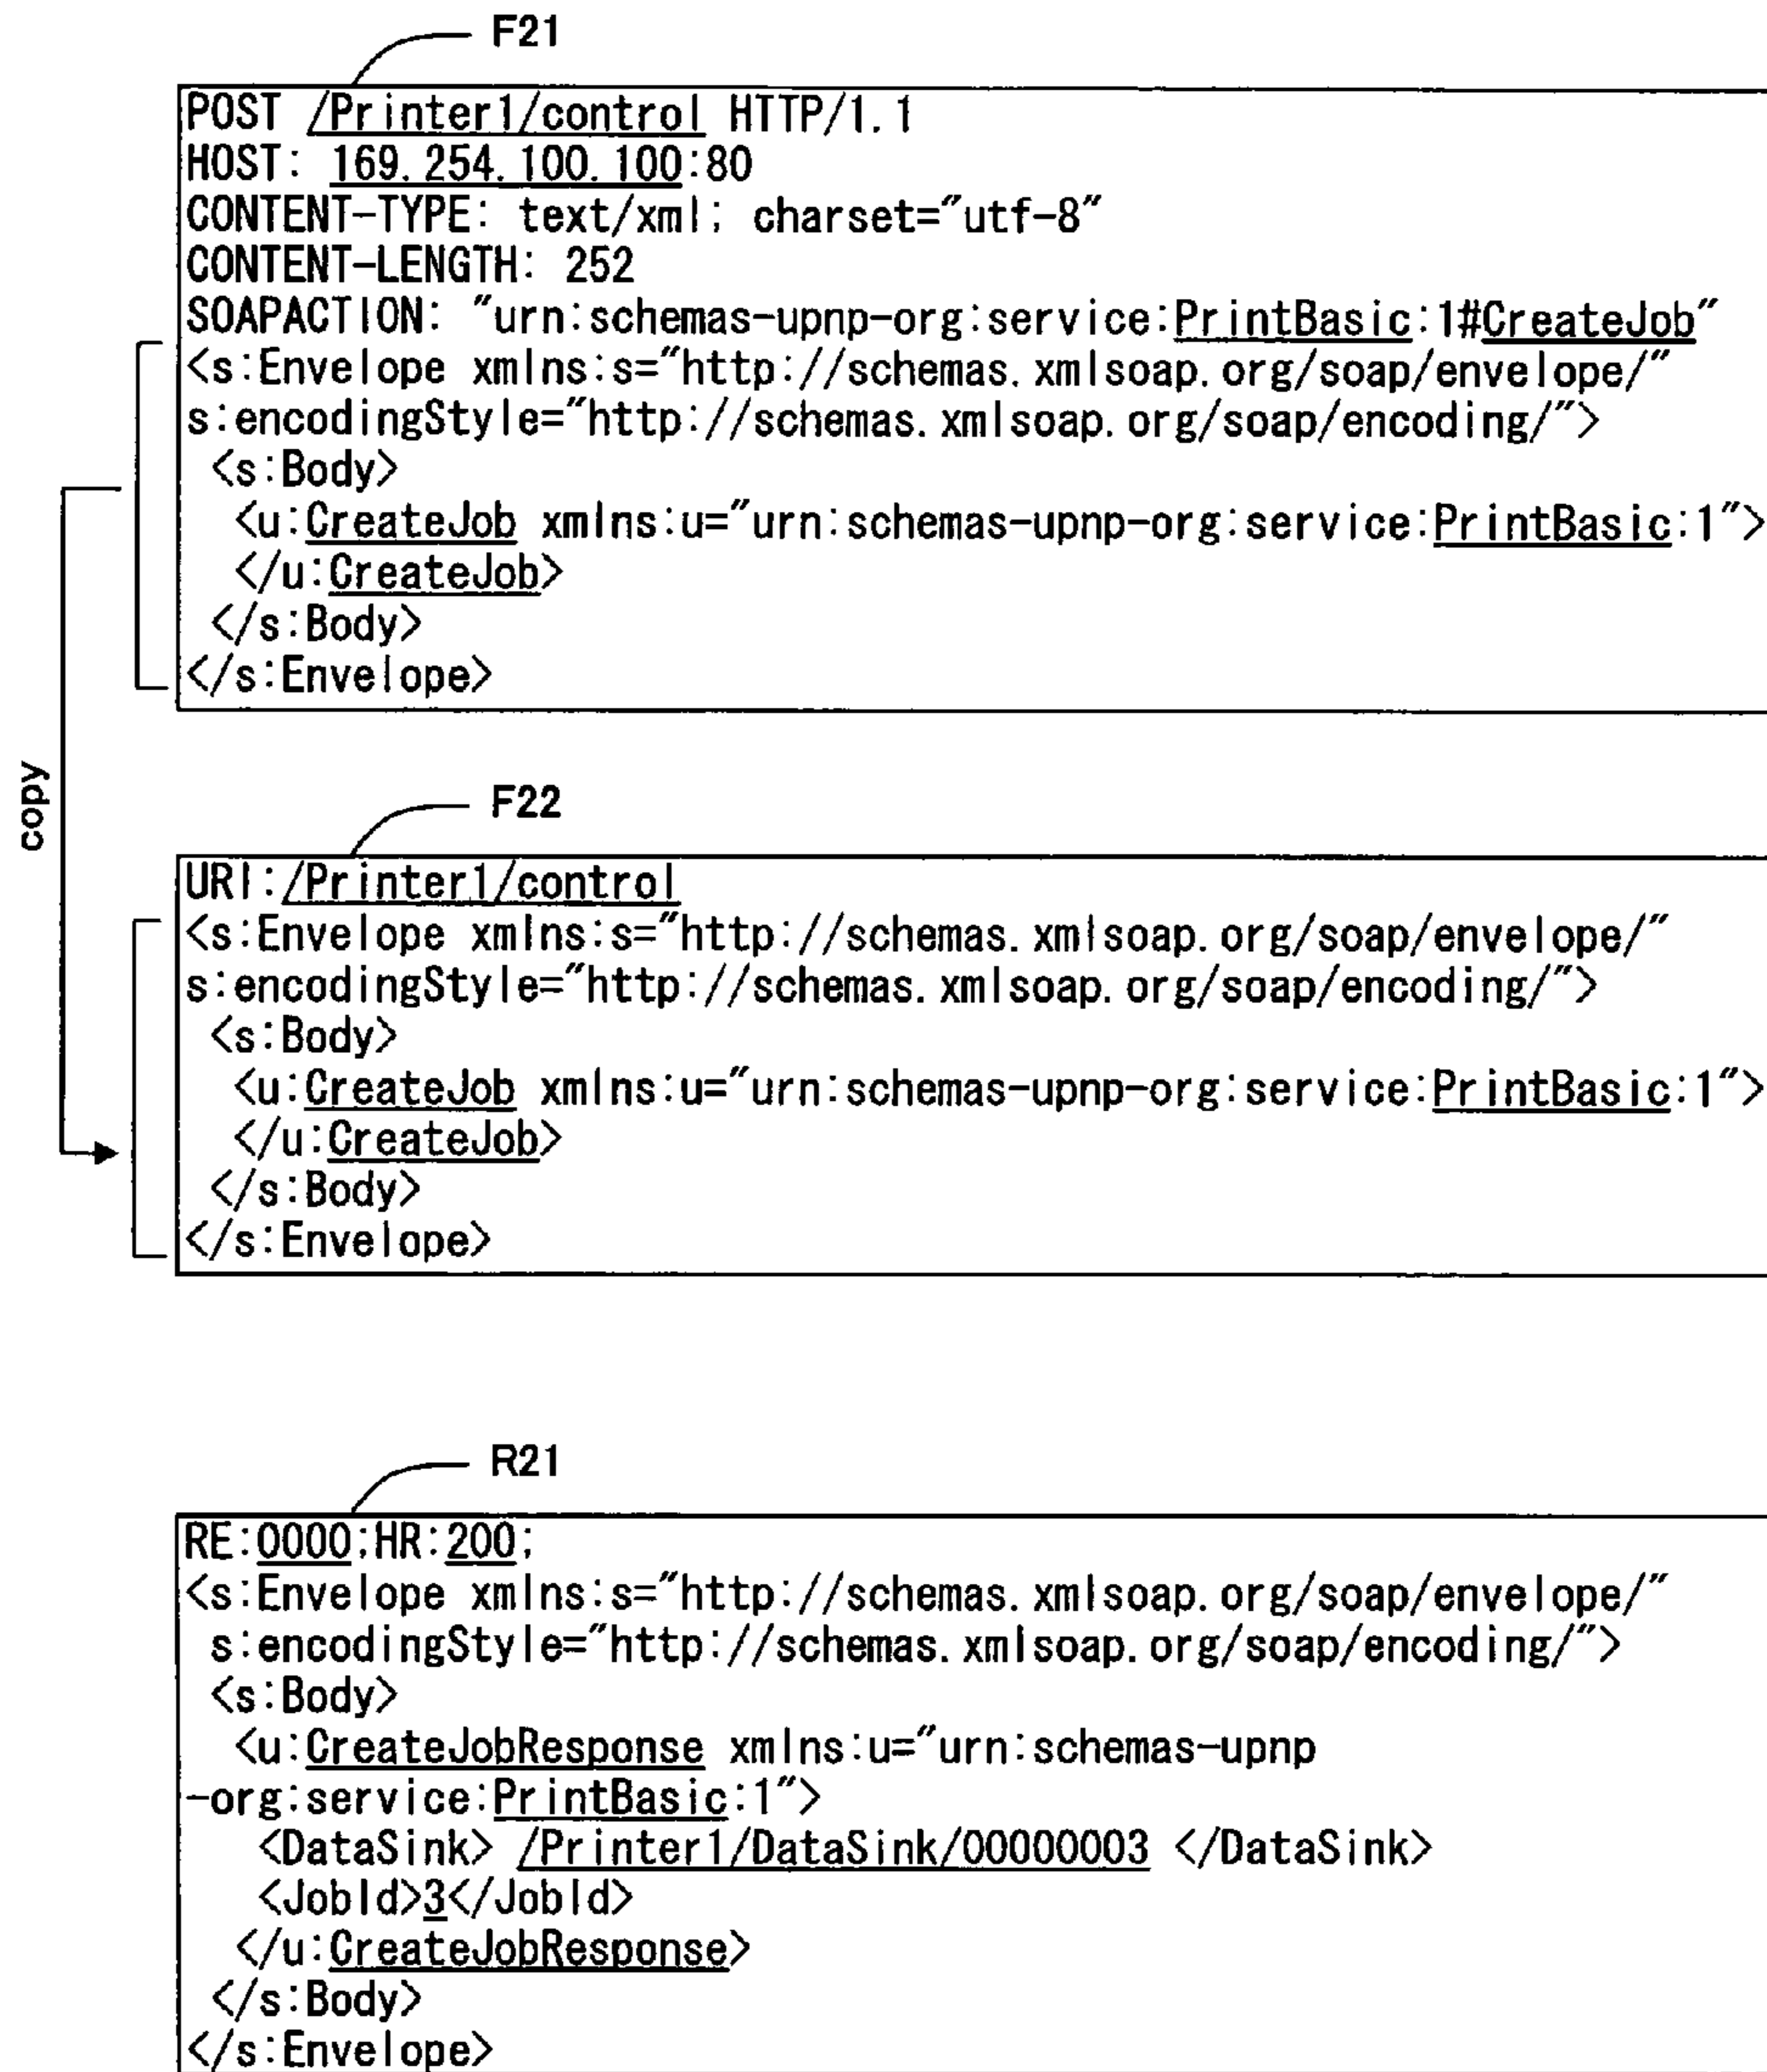 F21
POST /Printer1/control HTTP/1.1
HOST: 169.254.100.100:80
CONTENT-TYPE: text/xml; charset="utf-8"
CONTENT-LENGTH: 252
SOAPACTION: "urn:schemas-upnp-org:service:PrintBasic:1#CreateJob"
<s:Envelope xmlns:s="http://schemas.xmlsoap.org/soap/envelope/"
s:encodingStyle="http://schemas.xmlsoap.org/soap/encoding/">
<s:Body>
<u:CreateJob xmlns:u="urn:schemas-upnp-org:service:PrintBasic:1">
</u:CreateJob>
</s:Body>
</s:Envelope>
copy
F22
URI:/Printer1/control
<s:Envelope xmlns:s="http://schemas.xmlsoap.org/soap/envelope/"
s:encodingStyle="http://schemas.xmlsoap.org/soap/encoding/">
<s:Body>
<u:CreateJob xmlns:u="urn:schemas-upnp-org:service:PrintBasic:1">
</u:CreateJob>
</s:Body>
</s:Envelope>
R21
RE:0000;HR:200;
<s:Envelope xmlns:s="http://schemas.xmlsoap.org/soap/envelope/"
s:encodingStyle="http://schemas.xmlsoap.org/soap/encoding/">
<s:Body>
<u:CreateJobResponse xmlns:u="urn:schemas-upnp
-org:service:PrintBasic:1">
<DataSink> /Printer1/DataSink/00000003 </DataSink>
<JobId>3</JobId>
</u:CreateJobResponse>
</s:Body>
</s:Envelope>